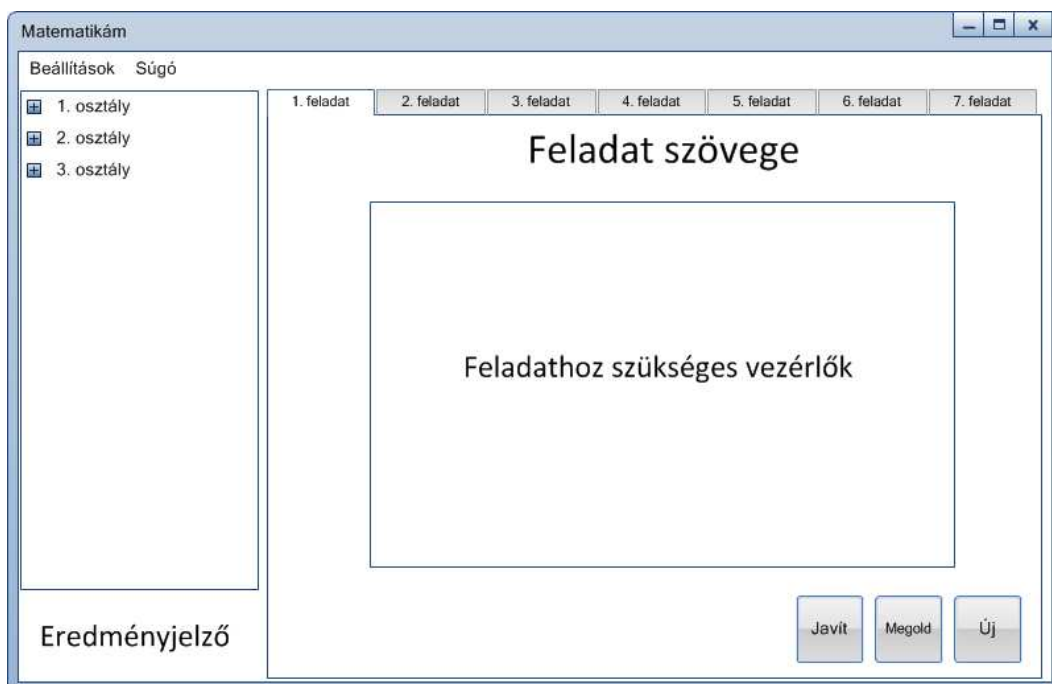 Matematikám
Beállítások Súgó
1. osztály
2. osztály
3. osztály
1. feladat 2. feladat 3. feladat 4. feladat 5. feladat 6. feladat 7. feladat
Feladat szövege
Feladathoz szükséges vezérlők
Eredményjelző
Javít Megold Új